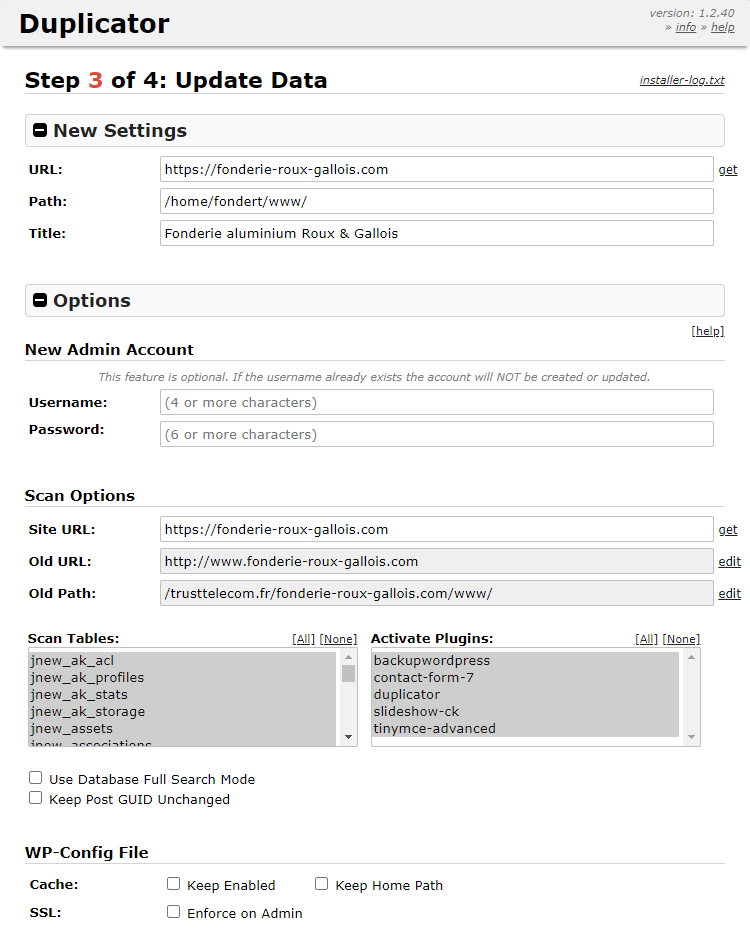 Duplicator
version: 1.2.40
» info » help
Step 3 of 4: Update Data
installer-log.txt
New Settings
URL: https://fonderie-roux-gallois.com get
Path: /home/fondert/www/
Title: Fonderie aluminium Roux & Gallois
Options
[help]
New Admin Account
This feature is optional. If the username already exists the account will NOT be created or updated.
Username: (4 or more characters)
Password: (6 or more characters)
Scan Options
Site URL: https://fonderie-roux-gallois.com get
Old URL: http://www.fonderie-roux-gallois.com edit
Old Path: /trusttelecom.fr/fonderie-roux-gallois.com/www/ edit
Scan Tables: [All] [None]
jnew_ak_acl
jnew_ak_profiles
jnew_ak_stats
jnew_ak_storage
jnew_assets
jnew_associations
Activate Plugins: [All] [None]
backupwordpress
contact-form-7
duplicator
slideshow-ck
tinymce-advanced
Use Database Full Search Mode
Keep Post GUID Unchanged
WP-Config File
Cache: Keep Enabled Keep Home Path
SSL: Enforce on Admin